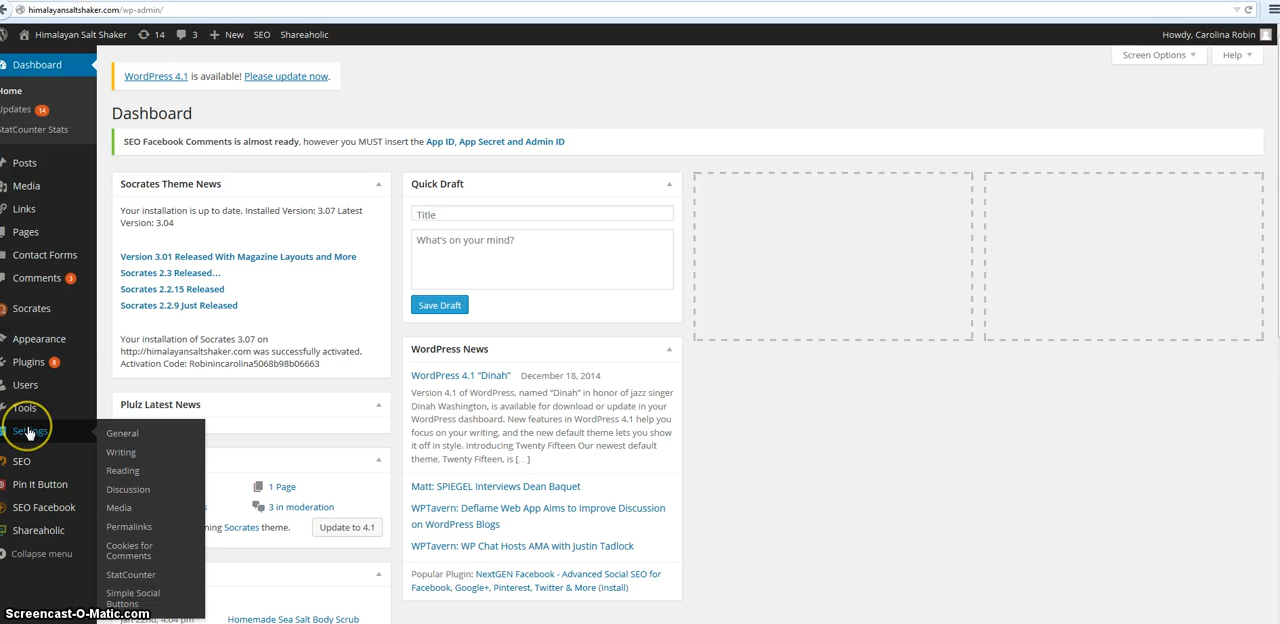 himalayansaltshaker.com/wp-admin/
Himalayan Salt Shaker 14 3 New SEO Shareaholic Howdy, Carolina Robin
Screen Options Help
Dashboard
Home
Updates 14
StatCounter Stats
Posts
Media
Links
Pages
Contact Forms
Comments 3
Socrates
Appearance
Plugins 8
Users
Tools
Settings
SEO
Pin It Button
SEO Facebook
Shareaholic
Collapse menu
General
Writing
Reading
Discussion
Media
Permalinks
Cookies for
Comments
StatCounter
Simple Social
Buttons
WordPress 4.1 is available! Please update now.
Dashboard
SEO Facebook Comments is almost ready, however you MUST insert the App ID, App Secret and Admin ID
Socrates Theme News
Your installation is up to date. Installed Version: 3.07 Latest
Version: 3.04
Version 3.01 Released With Magazine Layouts and More
Socrates 2.3 Released...
Socrates 2.2.15 Released
Socrates 2.2.9 Just Released
Your installation of Socrates 3.07 on
http://himalayansaltshaker.com was successfully activated.
Activation Code: Robinincarolina5068b98b06663
Plulz Latest News
1 Page
3 in moderation
Socrates theme. Update to 4.1
Jan 22nd, 4:04 pm Homemade Sea Salt Body Scrub
Quick Draft
Title
What's on your mind?
Save Draft
WordPress News
WordPress 4.1 "Dinah" December 18, 2014
Version 4.1 of WordPress, named "Dinah" in honor of jazz singer
Dinah Washington, is available for download or update in your
WordPress dashboard. New features in WordPress 4.1 help you
focus on your writing, and the new default theme lets you show
it off in style. Introducing Twenty Fifteen Our newest default
theme, Twenty Fifteen, is [...]
Matt: SPIEGEL Interviews Dean Baquet
WPTavern: Deflame Web App Aims to Improve Discussion
on WordPress Blogs
WPTavern: WP Chat Hosts AMA with Justin Tadlock
Popular Plugin: NextGEN Facebook - Advanced Social SEO for
Facebook, Google+, Pinterest, Twitter & More (Install)
Screencast-O-Matic.com